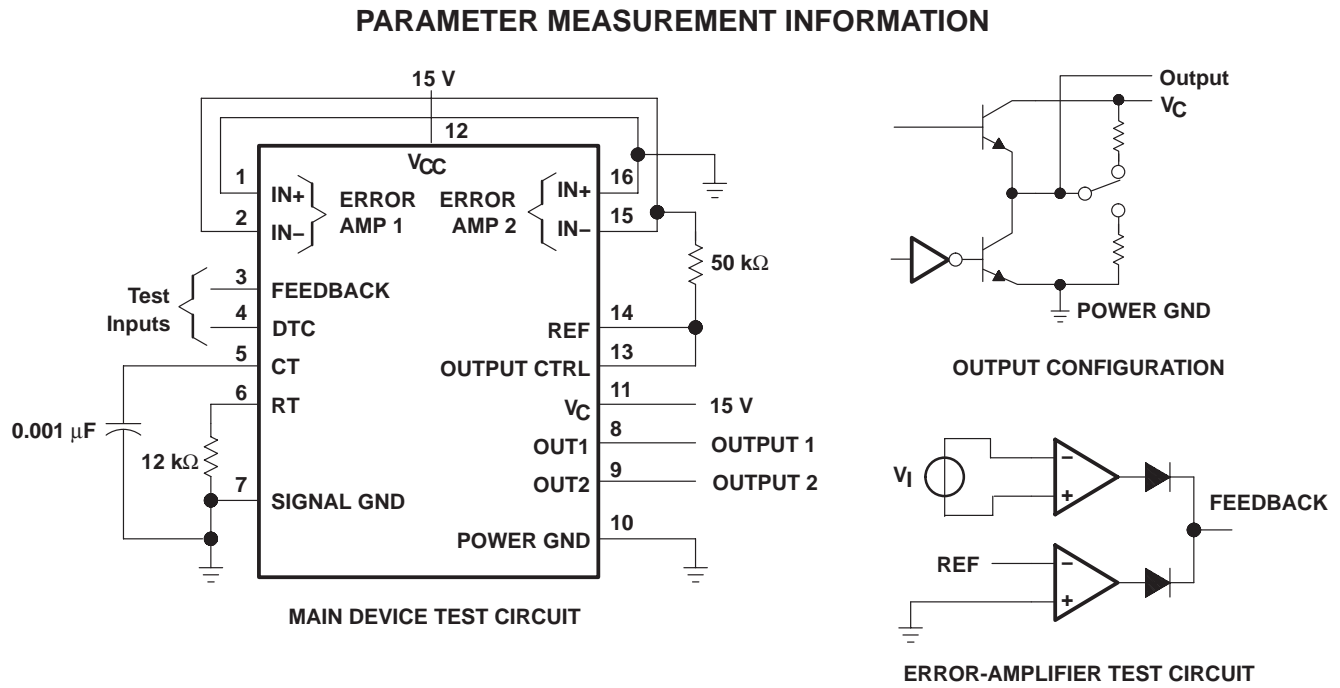 PARAMETER MEASUREMENT INFORMATION
15 V
12
VCC
1
IN+
2
IN–
ERROR
AMP 1
ERROR
AMP 2
16
IN+
15
IN–
50 kΩ
Test
Inputs
3
FEEDBACK
4
DTC
5
CT
6
RT
0.001 μF
12 kΩ
7
SIGNAL GND
14
REF
13
OUTPUT CTRL
11
VC
15 V
8
OUT1
OUTPUT 1
9
OUT2
OUTPUT 2
10
POWER GND
MAIN DEVICE TEST CIRCUIT
Output
VC
POWER GND
OUTPUT CONFIGURATION
VI
–
+
FEEDBACK
REF
–
+
ERROR-AMPLIFIER TEST CIRCUIT